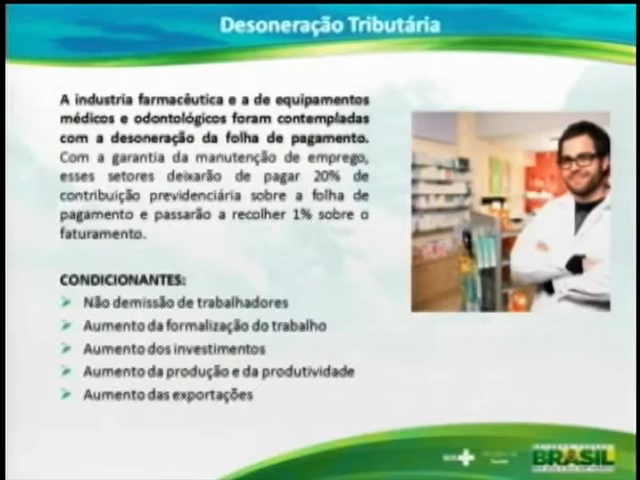 Desoneração Tributária
A industria farmacêutica e a de equipamentos
médicos e odontológicos foram contempladas
com a desoneração da folha de pagamento.
Com a garantia da manutenção de emprego,
esses setores deixarão de pagar 20% de
contribuição previdenciária sobre a folha de
pagamento e passarão a recolher 1% sobre o
faturamento.
CONDICIONANTES:
Não demissão de trabalhadores
Aumento da formalização do trabalho
Aumento dos investimentos
Aumento da produção e da produtividade
Aumento das exportações
SUS
BRASIL